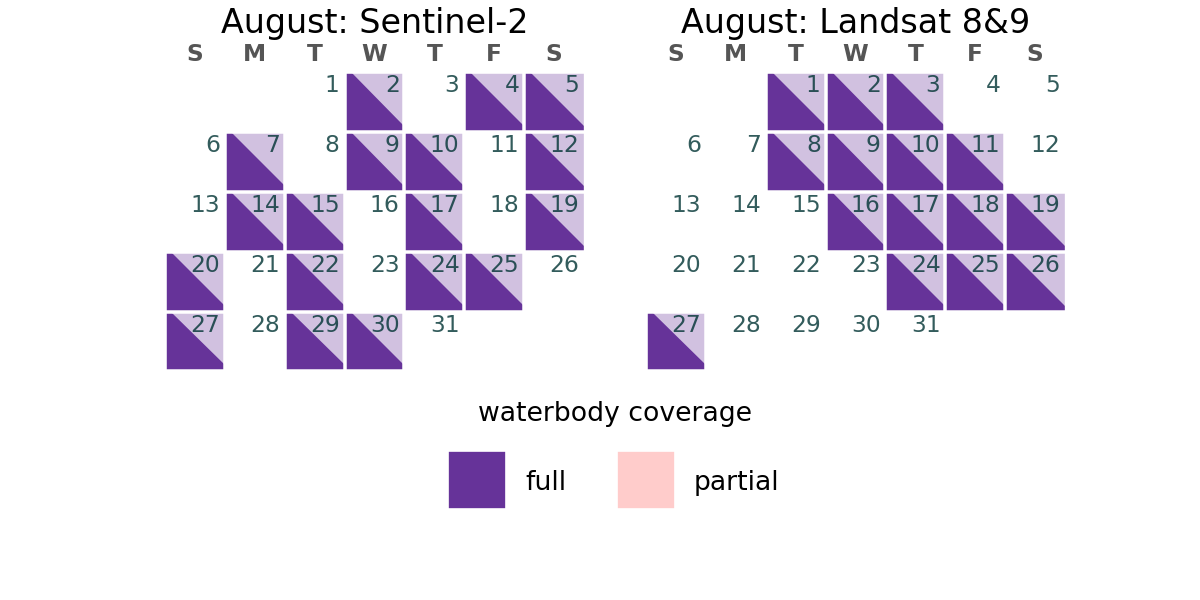 August: Sentinel-2
S M T W T F S
1 2 3 4 5
6 7 8 9 10 11 12
13 14 15 16 17 18 19
20 21 22 23 24 25 26
27 28 29 30 31
August: Landsat 8&9
S M T W T F S
1 2 3 4 5
6 7 8 9 10 11 12
13 14 15 16 17 18 19
20 21 22 23 24 25 26
27 28 29 30 31
waterbody coverage
full partial